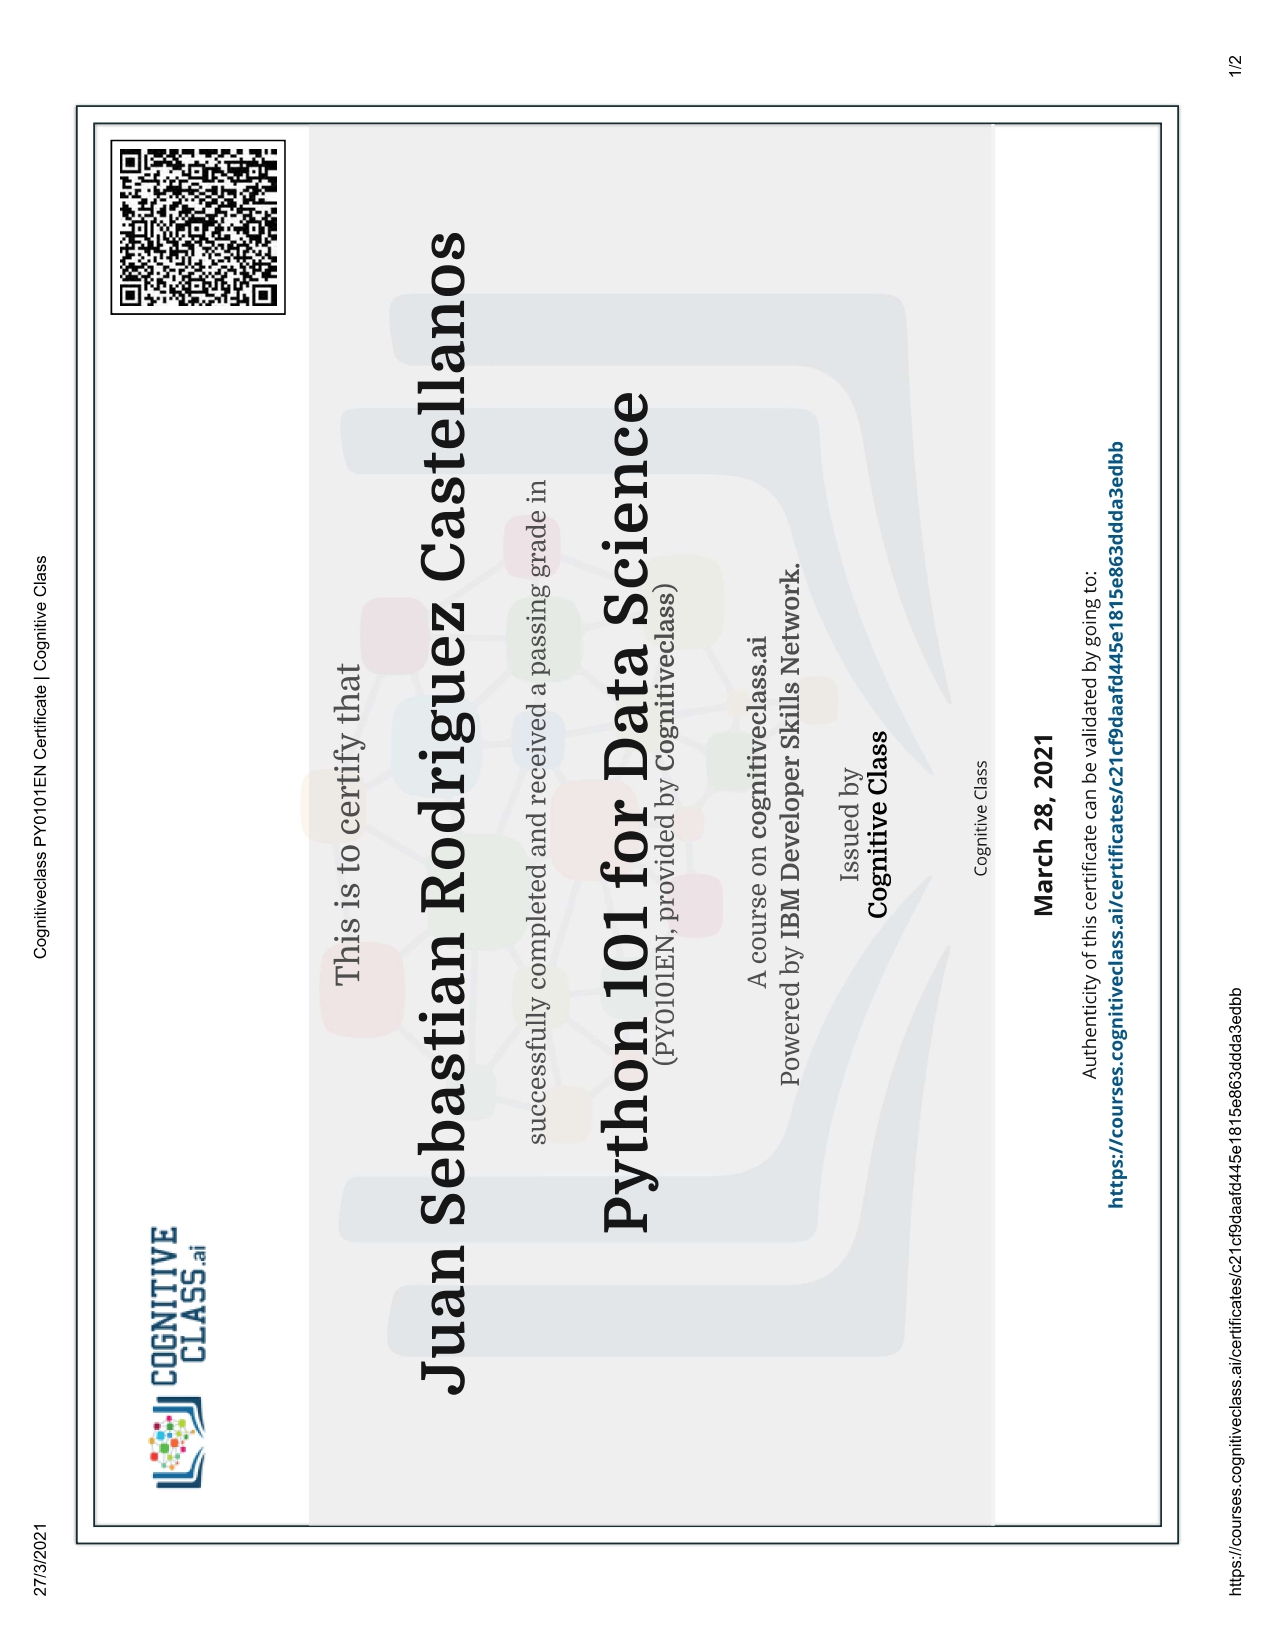 27/3/2021
Cognitiveclass PY0101EN Certificate | Cognitive Class
COGNITIVE
CLASS.ai
This is to certify that
Juan Sebastian Rodriguez Castellanos
successfully completed and received a passing grade in
Python 101 for Data Science
(PY0101EN, provided by Cognitiveclass)
A course on cognitiveclass.ai
Powered by IBM Developer Skills Network.
Issued by
Cognitive Class
Cognitive Class
March 28, 2021
Authenticity of this certificate can be validated by going to:
https://courses.cognitiveclass.ai/certificates/c21cf9daafd445e1815e863ddda3edbb
https://courses.cognitiveclass.ai/certificates/c21cf9daafd445e1815e863ddda3edbb
1/2